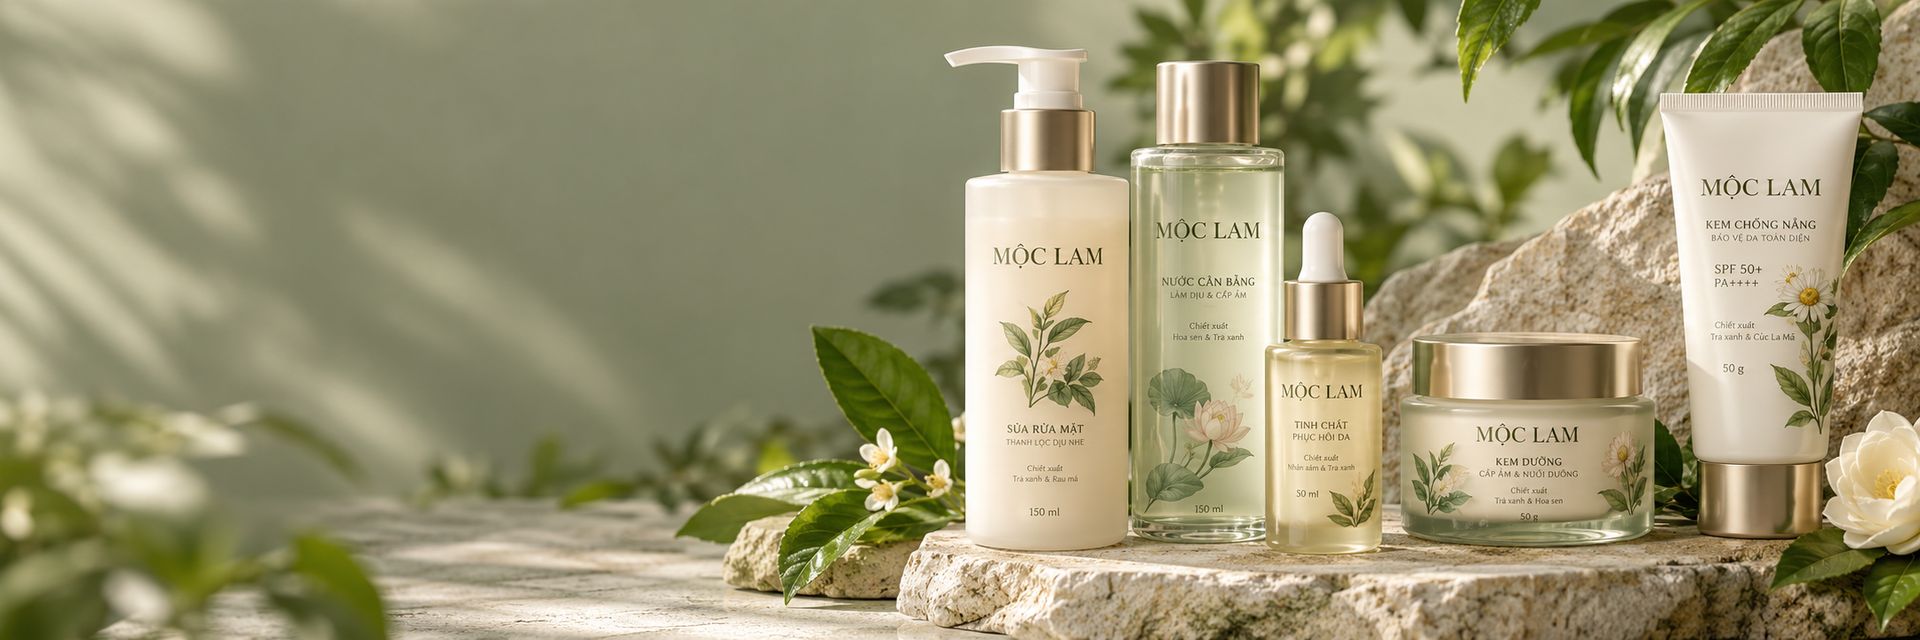 MỘC LAM
SỬA RỬA MẶT
THANH LỌC DỊU NHẸ
Chiết xuất
Trà xanh & Rau má
150 ml
MỘC LAM
NƯỚC CÂN BẰNG
LÀM DỊU & CẤP ẨM
Chiết xuất
Hoa sen & Trà xanh
150 ml
MỘC LAM
TINH CHẤT
PHỤC HỒI DA
Chiết xuất
Nhân sâm & Trà xanh
50 ml
MỘC LAM
KEM DƯỠNG
CẤP ẨM & NUÔI DƯỠNG
Chiết xuất
Trà xanh & Hoa sen
50 g
MỘC LAM
KEM CHỐNG NẮNG
BẢO VỆ DA TOÀN DIỆN
SPF 50+
PA++++
Chiết xuất
Trà xanh & Cúc La Mã
50 g